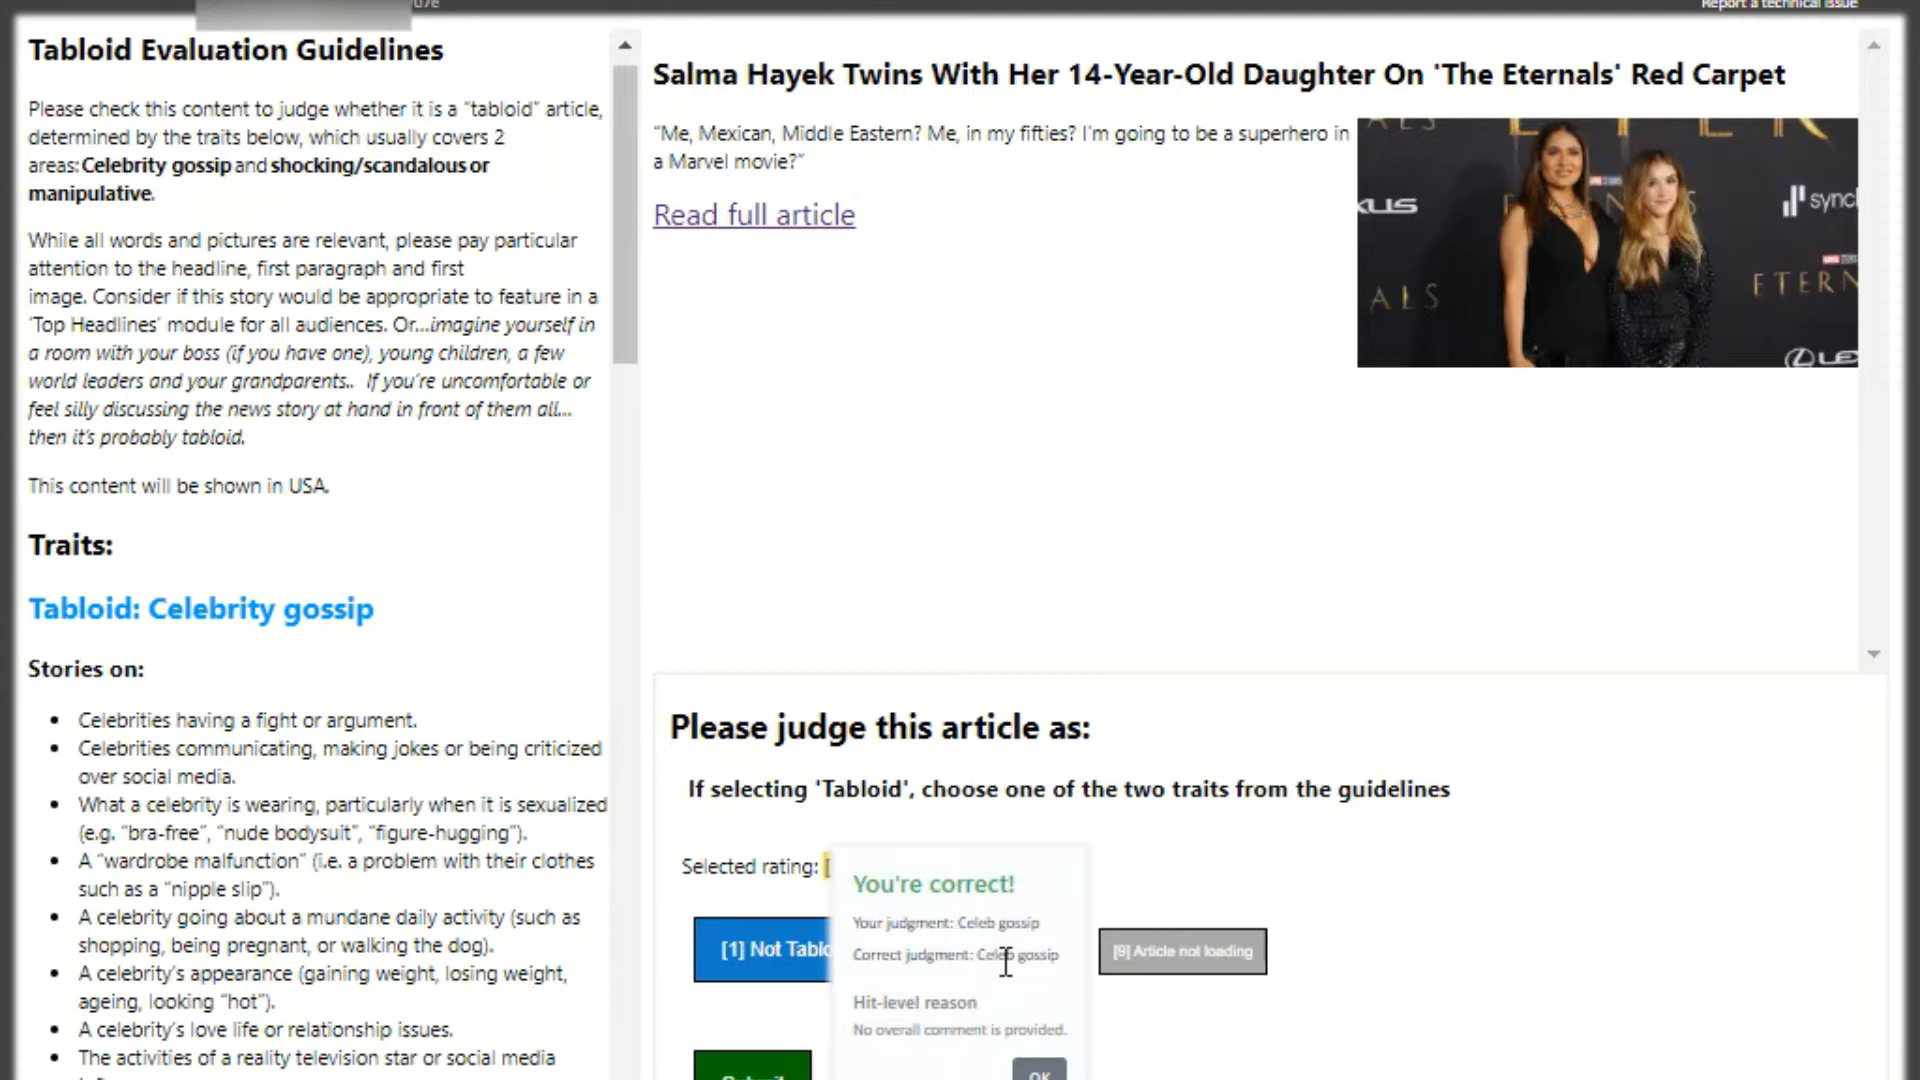 07e
Report a technical issue
Tabloid Evaluation Guidelines
Please check this content to judge whether it is a “tabloid” article,
determined by the traits below, which usually covers 2
areas: Celebrity gossip and shocking/scandalous or
manipulative.
While all words and pictures are relevant, please pay particular
attention to the headline, first paragraph and first
image. Consider if this story would be appropriate to feature in a
‘Top Headlines’ module for all audiences. Or...imagine yourself in
a room with your boss (if you have one), young children, a few
world leaders and your grandparents.. If you’re uncomfortable or
feel silly discussing the news story at hand in front of them all...
then it’s probably tabloid.
This content will be shown in USA.
Traits:
Tabloid: Celebrity gossip
Stories on:
Celebrities having a fight or argument.
Celebrities communicating, making jokes or being criticized
over social media.
What a celebrity is wearing, particularly when it is sexualized
(e.g. “bra-free”, “nude bodysuit”, “figure-hugging”).
A “wardrobe malfunction” (i.e. a problem with their clothes
such as a “nipple slip”).
A celebrity going about a mundane daily activity (such as
shopping, being pregnant, or walking the dog).
A celebrity’s appearance (gaining weight, losing weight,
ageing, looking “hot”).
A celebrity’s love life or relationship issues.
The activities of a reality television star or social media
Salma Hayek Twins With Her 14-Year-Old Daughter On 'The Eternals' Red Carpet
“Me, Mexican, Middle Eastern? Me, in my fifties? I’m going to be a superhero in
a Marvel movie?”
Read full article
ALS
XUS
syncl
ALS
ETERN
LE
Please judge this article as:
If selecting 'Tabloid', choose one of the two traits from the guidelines
Selected rating: [
[1] Not Tablo
[9] Article not loading
You're correct!
Your judgment: Celeb gossip
Correct judgment: Celeb gossip
Hit-level reason
No overall comment is provided.
OK
Submit